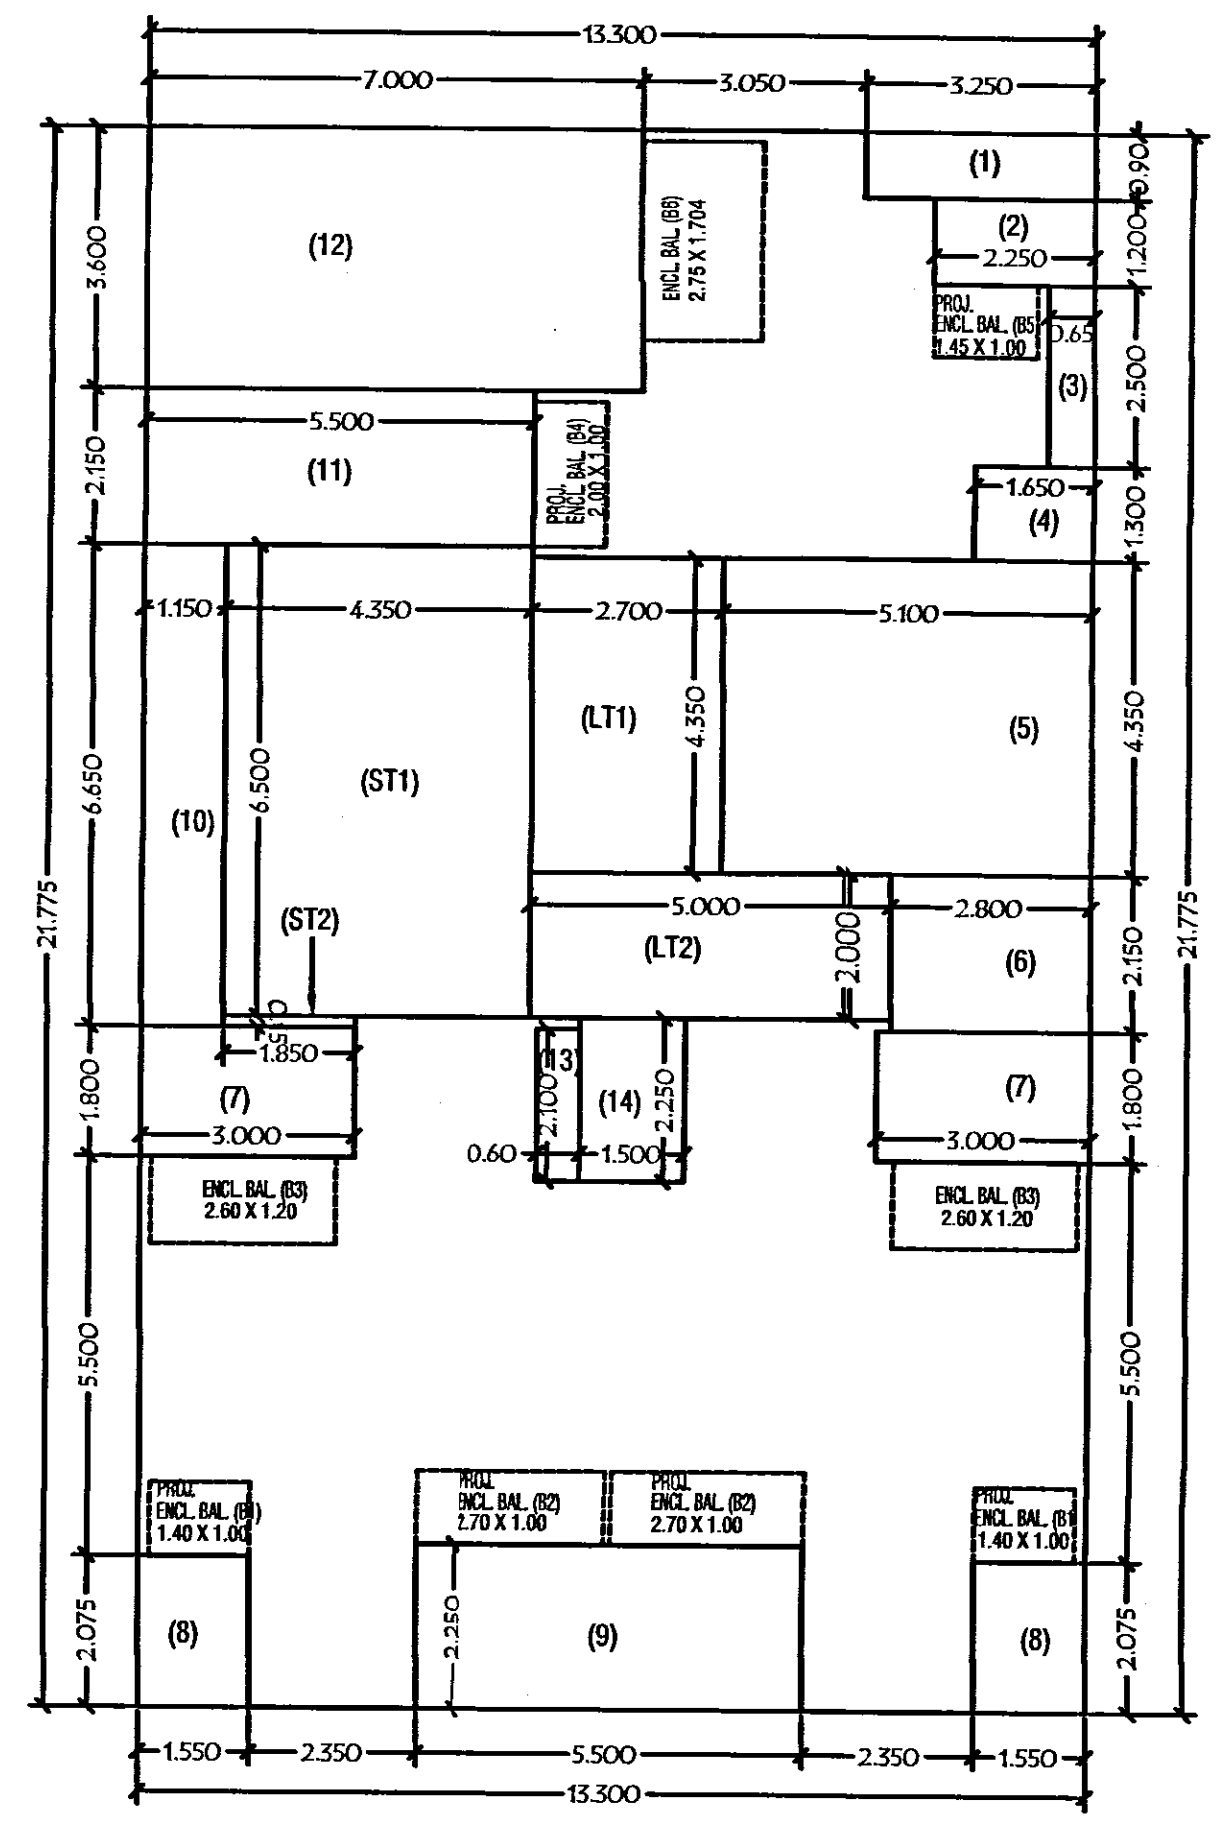 13.300
7.000
3.050
3.250
(1)
0.90
(12)
3.600
ENCL. BAL. (B6)
2.75 X 1.704
(2)
2.250
1.200
PROJ.
ENCL. BAL. (B5
1.45 X 1.00
0.65
(3)
2.500
5.500
(11)
2.150
PROJ.
ENCL. BAL. (B4)
2.00 X 1.00
1.650
(4)
1.300
1.150
4.350
2.700
5.100
(LT1)
4.350
(5)
4.350
6.650
(10)
6.500
(ST1)
21.775
21.775
(ST2)
5.000
(LT2)
2.000
2.800
(6)
2.150
0.15
1.850
(7)
3.000
1.800
(13)
2.100
(14)
2.250
0.60
1.500
(7)
3.000
1.800
ENCL. BAL. (B3)
2.60 X 1.20
ENCL. BAL. (B3)
2.60 X 1.20
5.500
5.500
PROJ.
ENCL. BAL. (B1)
1.40 X 1.00
PROJ.
ENCL. BAL. (B2)
2.70 X 1.00
PROJ.
ENCL. BAL. (B2)
2.70 X 1.00
PROJ.
ENCL. BAL. (B1
1.40 X 1.00
2.075
(8)
2.250
(9)
(8)
2.075
1.550
2.350
5.500
2.350
1.550
13.300